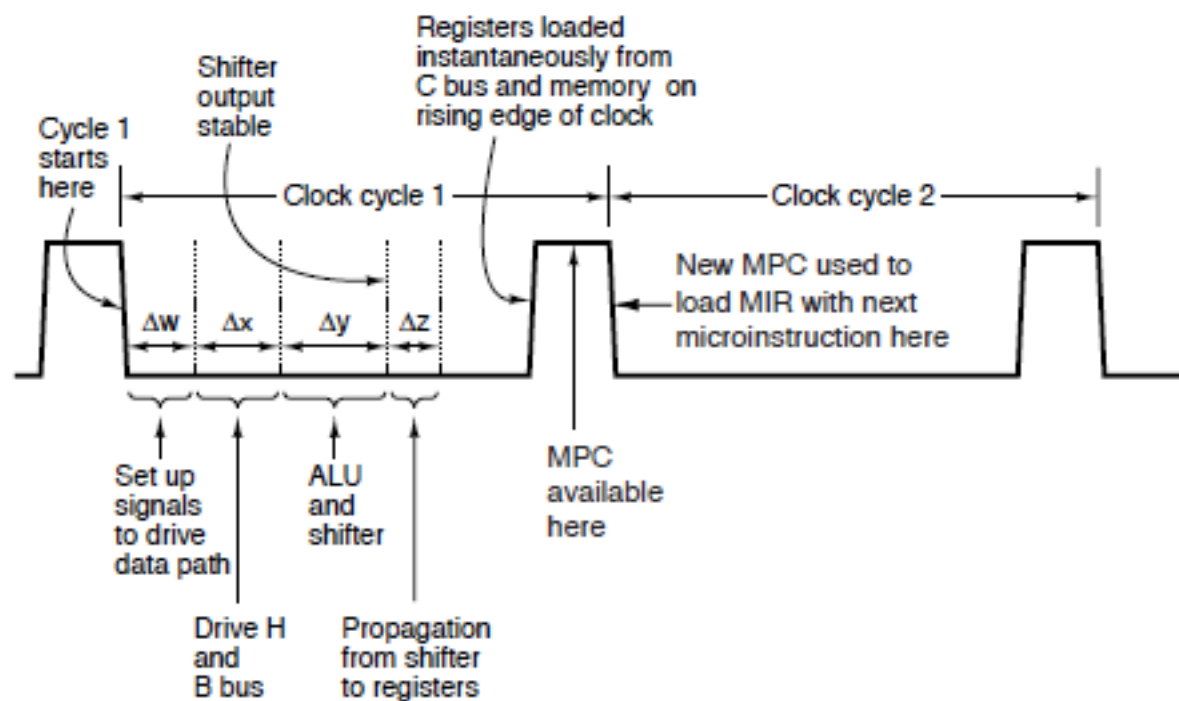 Registers loaded
instantaneously from
C bus and memory on
rising edge of clock
Shifter
output
stable
Cycle 1
starts
here
Clock cycle 1
Clock cycle 2
New MPC used to
load MIR with next
microinstruction here
Δw
Δx
Δy
Δz
Set up
signals
to drive
data path
ALU
and
shifter
MPC
available
here
Drive H
and
B bus
Propagation
from shifter
to registers